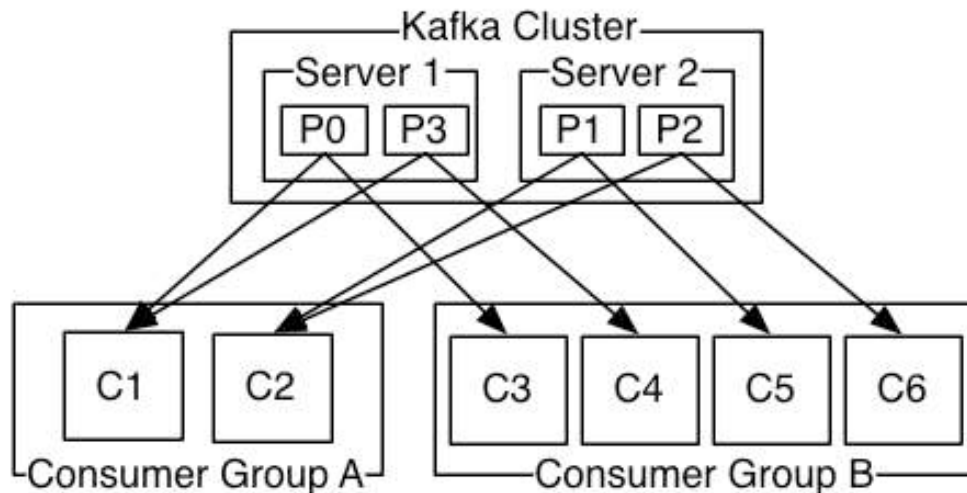 Kafka Cluster
Server 1
Server 2
P0
P3
P1
P2
C1
C2
C3
C4
C5
C6
Consumer Group A
Consumer Group B